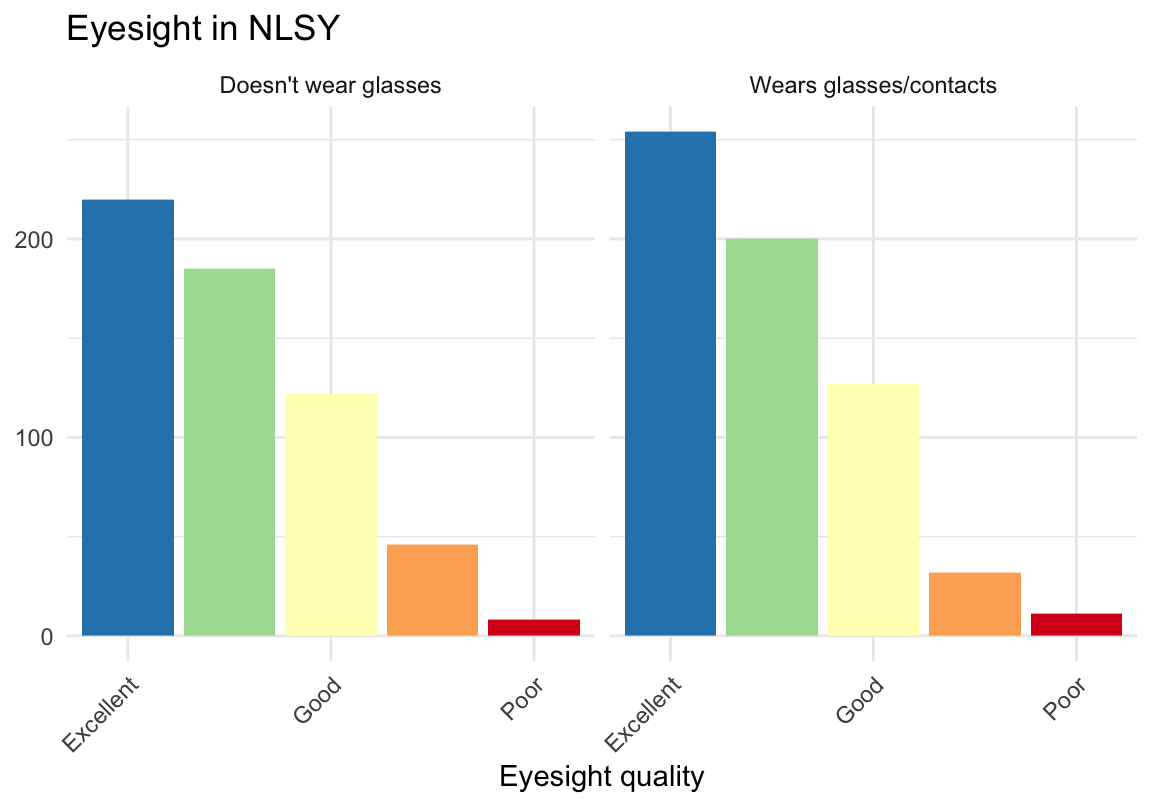 Eyesight in NLSY
Doesn't wear glasses
Wears glasses/contacts
200
100
0
Excellent
Good
Poor
Excellent
Good
Poor
Eyesight quality